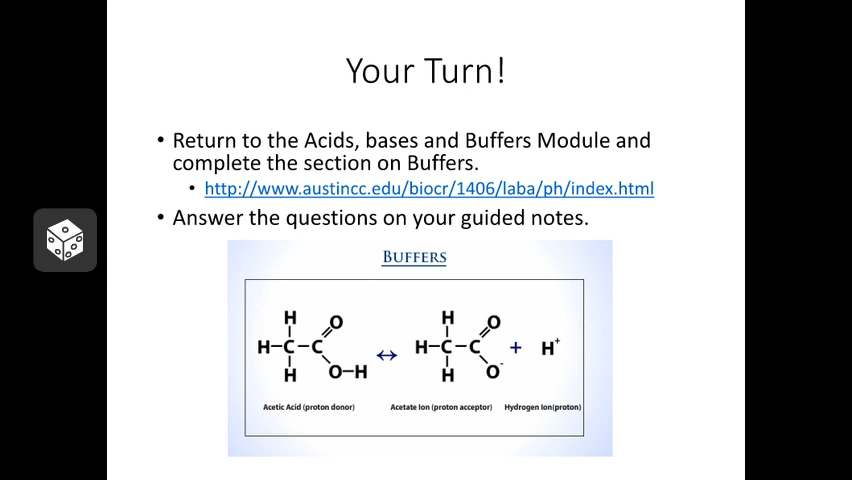 Your Turn!
• Return to the Acids, bases and Buffers Module and
complete the section on Buffers.
• http://www.austincc.edu/biocr/1406/laba/ph/index.html
• Answer the questions on your guided notes.
BUFFERS
H O H O
H-C-C ↔ H-C-C + H+
H O-H H O-
Acetic Acid (proton donor) Acetate Ion (proton acceptor) Hydrogen Ion(proton)